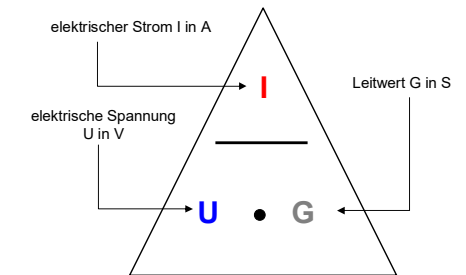 elektrischer Strom I in A
I
Leitwert G in S
elektrische Spannung
U in V
U • G